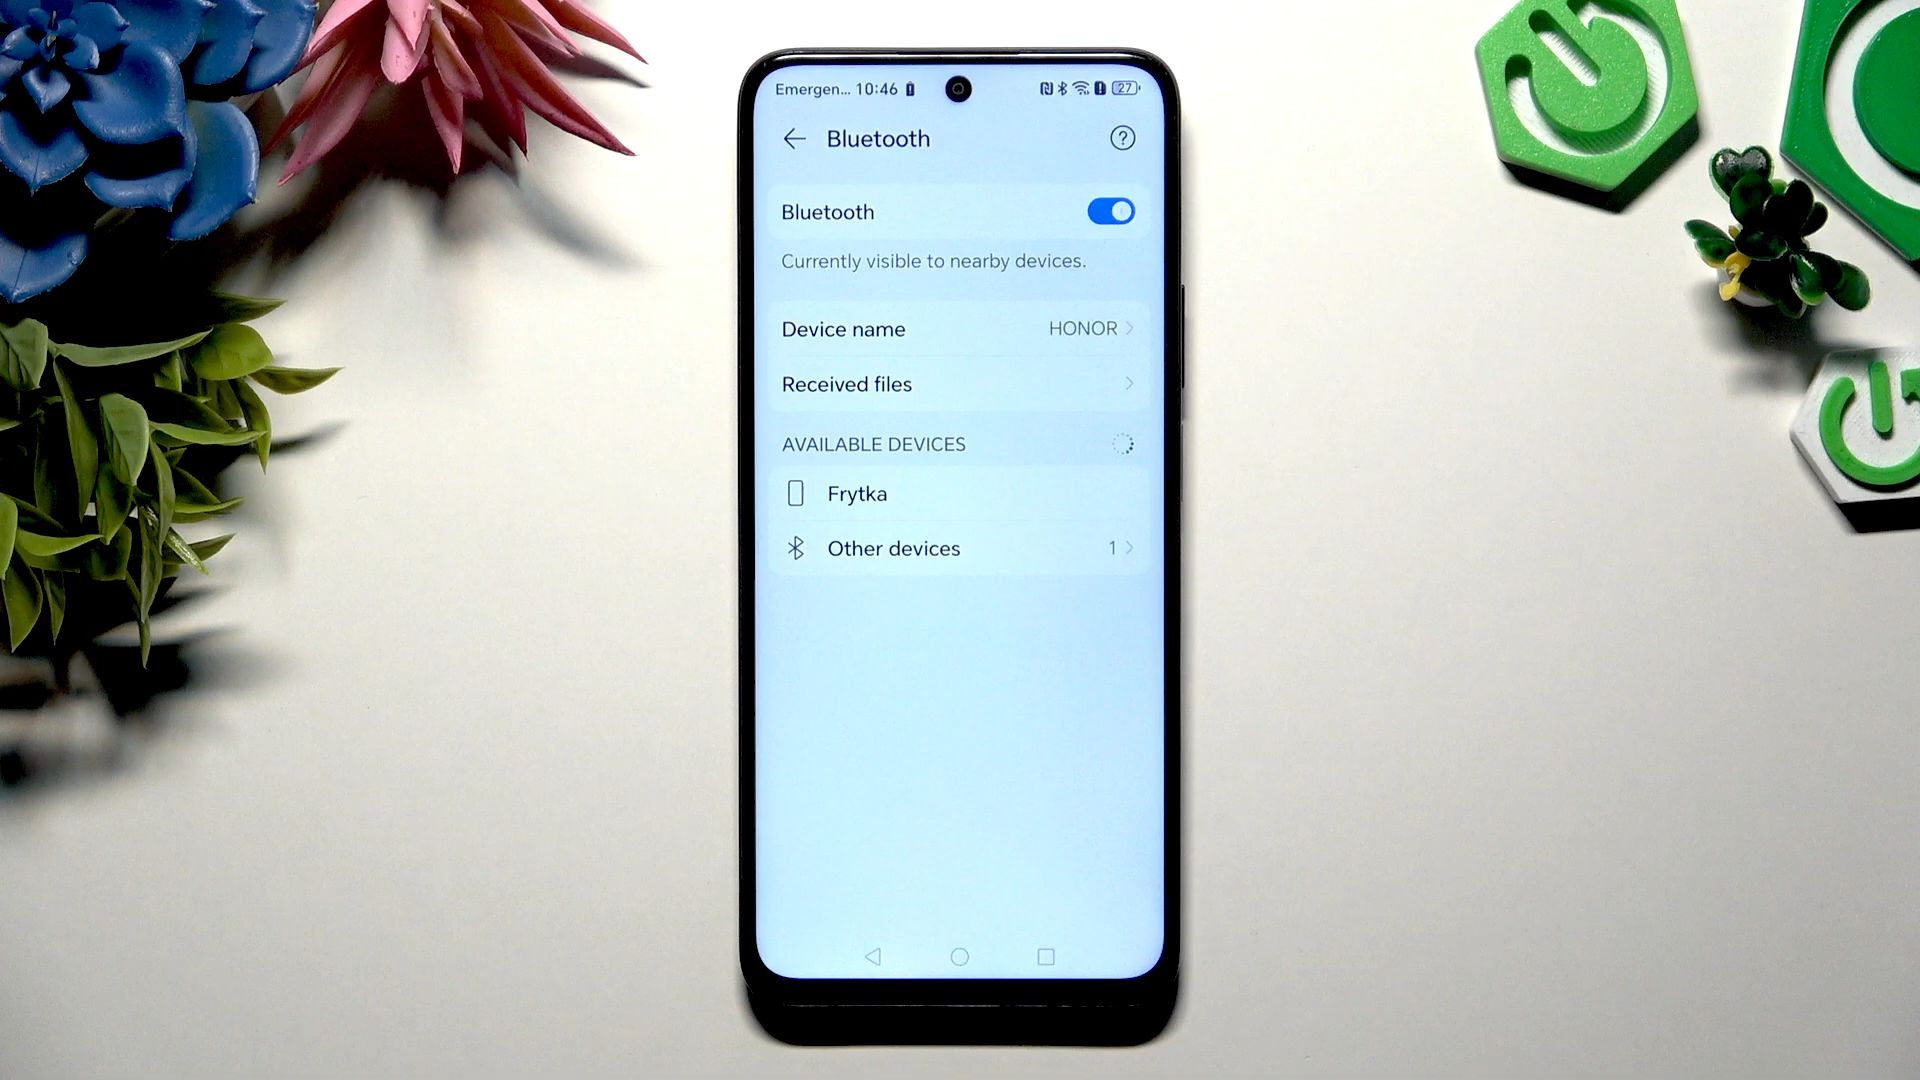 Emergen... 10:46 27
Bluetooth
Bluetooth
Currently visible to nearby devices.
Device name HONOR
Received files
AVAILABLE DEVICES
Frytka
Other devices 1